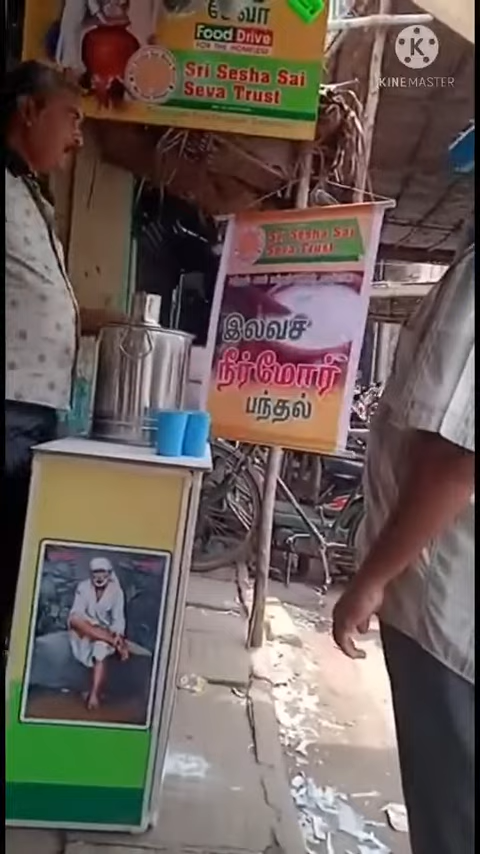 சேவா
Food Drive
FOR THE HOMELESS
Sri Sesha Sai
Seva Trust
KINEMASTER
Sri Sesha Sai
Seva Trust
இலவச
நீர்மோர்
பந்தல்